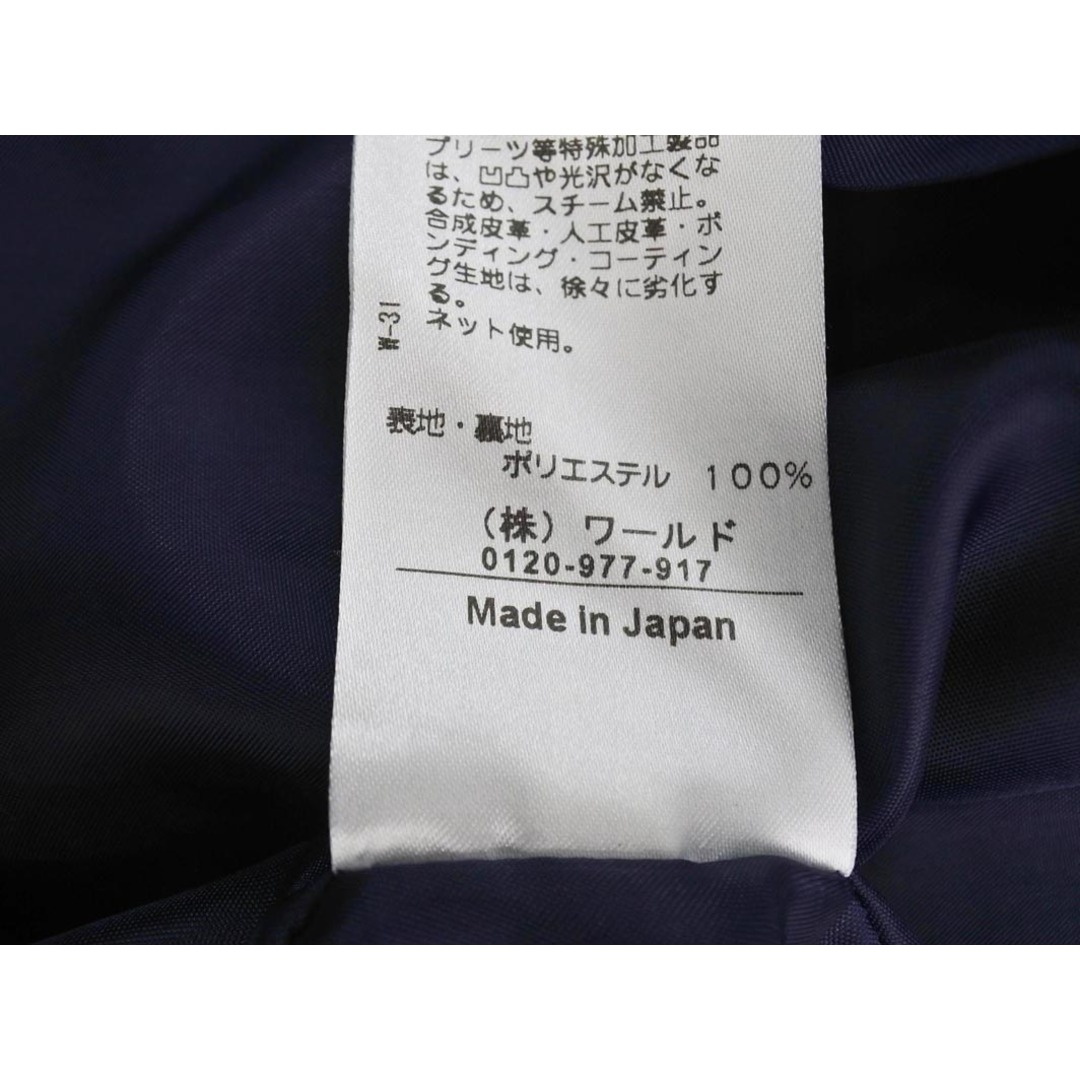 プリーツ等特殊加工製品
は、凹凸や光沢がなくな
るため、スチーム禁止。
合成皮革・人工皮革・ボ
ンディング・コーティン
グ生地は、徐々に劣化す
る。
ネット使用。
W-31
表地・裏地
ポリエステル 100%
（株）ワールド
0120-977-917
Made in Japan